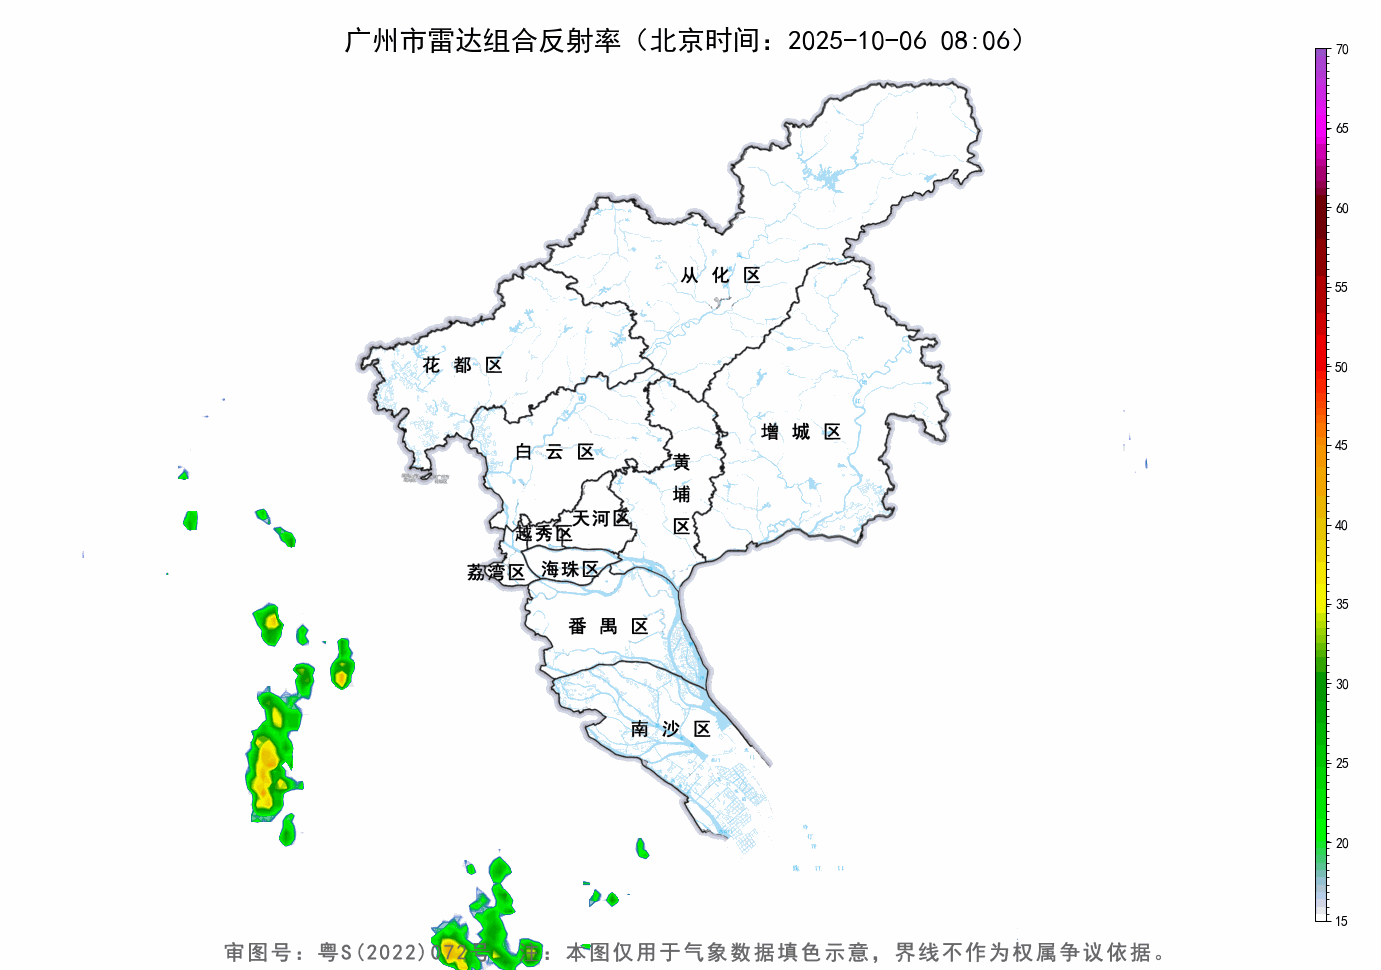 广州市雷达组合反射率（北京时间：2025-10-06 08:06）
70
65
60
55
50
45
40
35
30
25
20
15
从化区
花都区
增城区
白云区
黄埔区
天河区
越秀区
荔湾区
海珠区
番禺区
南沙区
审图号：粤S(2022)072号 注：本图仅用于气象数据填色示意，界线不作为权属争议依据。